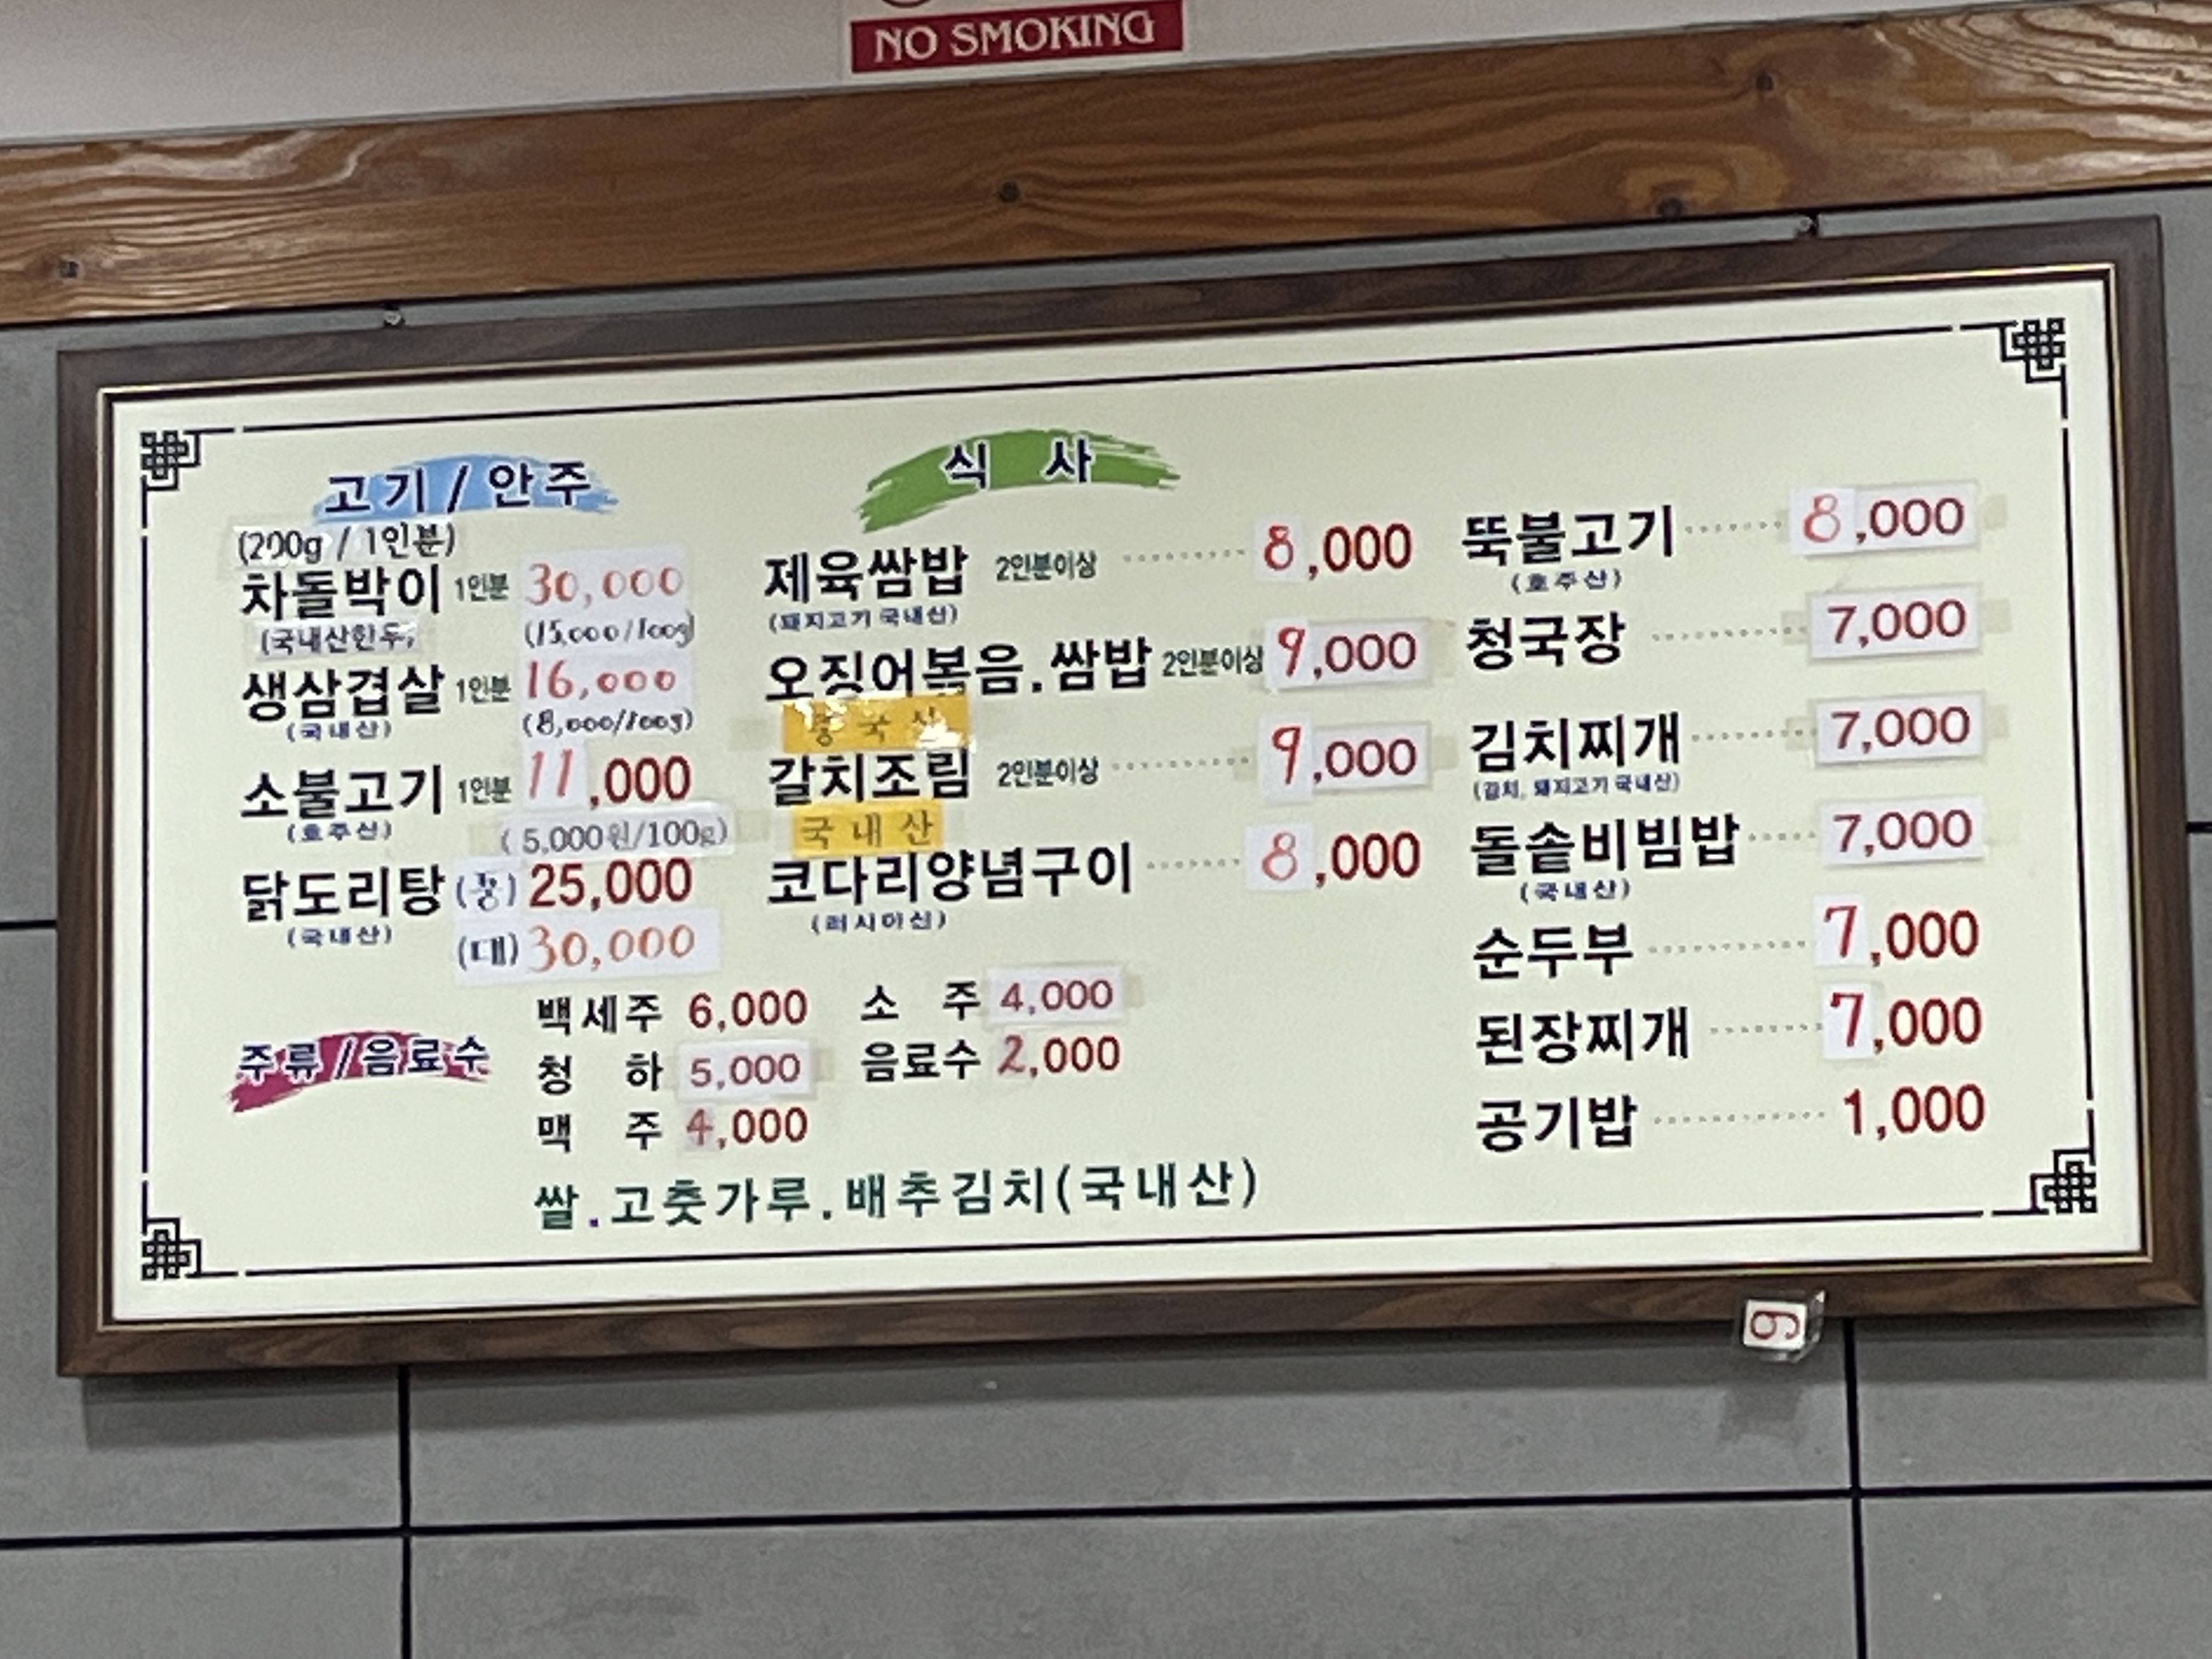 NO SMOKING
고기/안주
(200g / 1인분)
차돌박이 1인분 30,000
(국내산한우) (15,000/100g)
생삼겹살 1인분 16,000
(국내산) (8,000/100g)
소불고기 1인분 11,000
(호주산) (5,000원/100g)
닭도리탕 (중) 25,000
(국내산) (대) 30,000
식 사
제육쌈밥 2인분이상 8,000
(돼지고기 국내산)
오징어볶음.쌈밥 2인분이상 9,000
중국산
갈치조림 2인분이상 9,000
국내산
코다리양념구이 8,000
(러시아산)
뚝불고기 8,000
(호주산)
청국장 7,000
김치찌개 7,000
(김치, 돼지고기 국내산)
돌솥비빔밥 7,000
(국내산)
순두부 7,000
된장찌개 7,000
공기밥 1,000
주류/음료수
백세주 6,000 소 주 4,000
청 하 5,000 음료수 2,000
맥 주 4,000
쌀.고춧가루.배추김치(국내산)
9